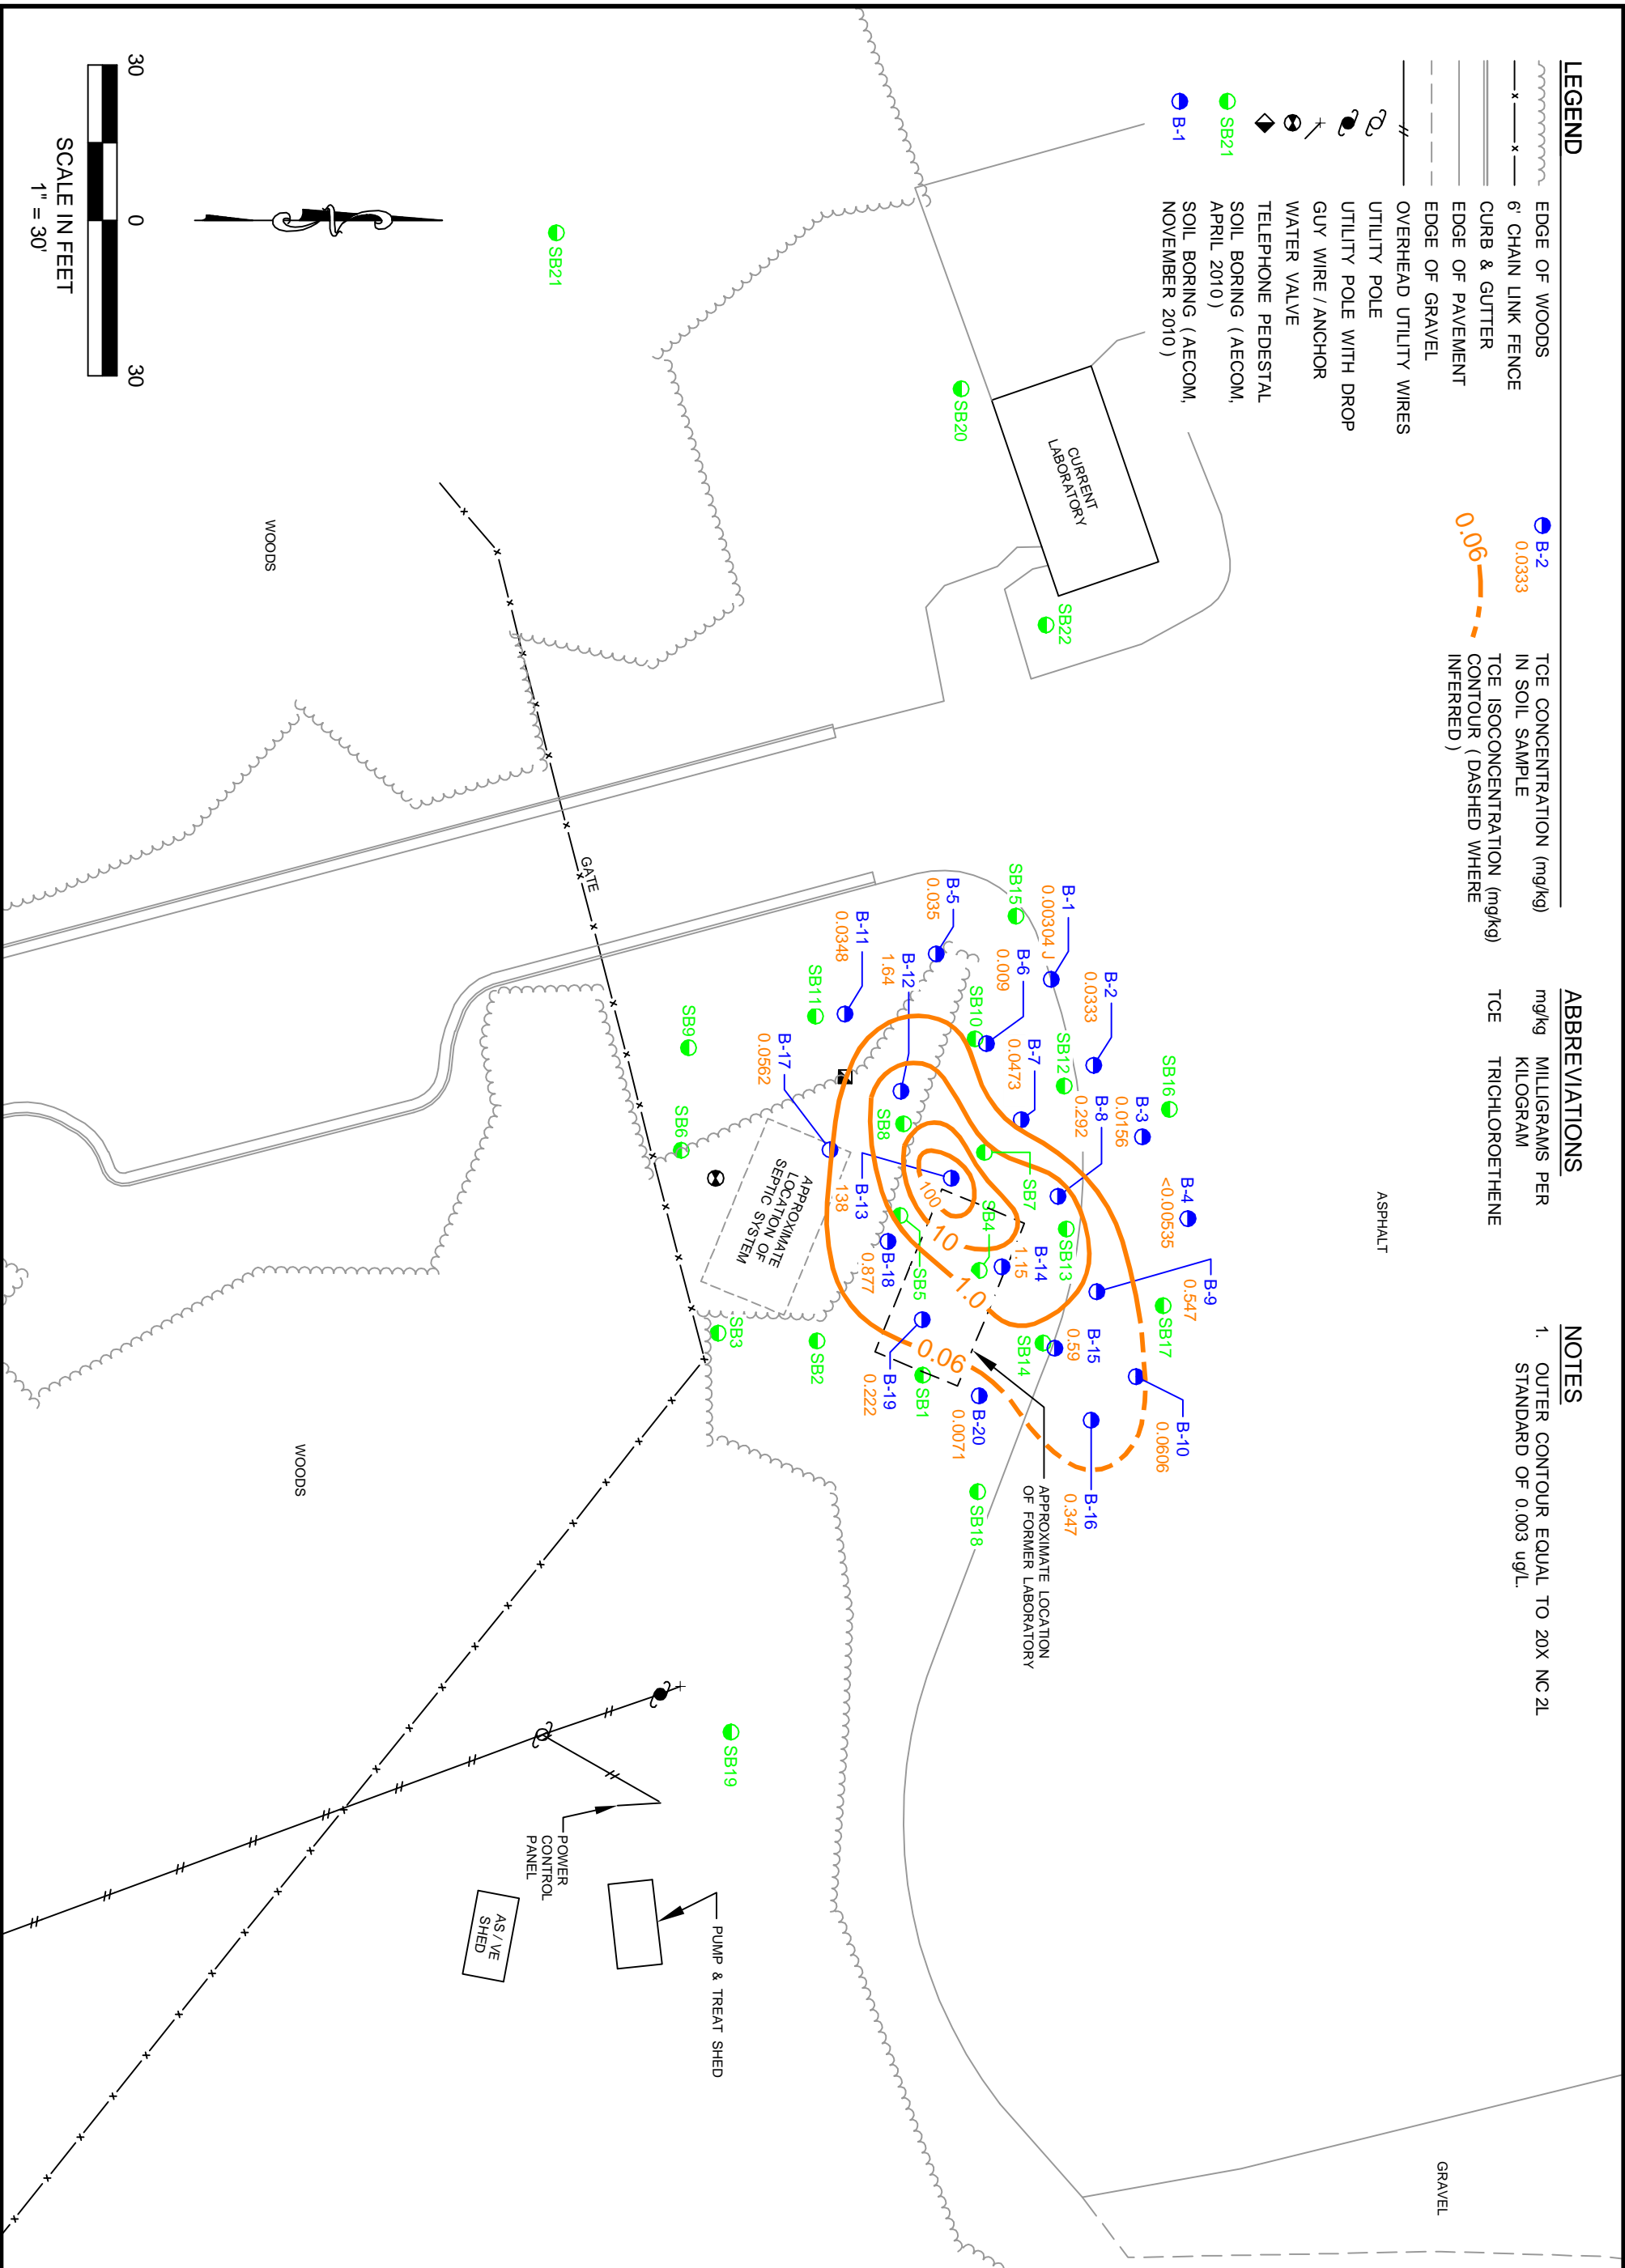 LEGEND
EDGE OF WOODS
6' CHAIN LINK FENCE
CURB & GUTTER
EDGE OF PAVEMENT
EDGE OF GRAVEL
OVERHEAD UTILITY WIRES
UTILITY POLE
UTILITY POLE WITH DROP
GUY WIRE / ANCHOR
WATER VALVE
TELEPHONE PEDESTAL
SB21
SOIL BORING ( AECOM,
APRIL 2010 )
B-1
SOIL BORING ( AECOM,
NOVEMBER 2010 )
B-2
0.0333
TCE CONCENTRATION (mg/kg)
IN SOIL SAMPLE
0.06
TCE ISOCONCENTRATION (mg/kg)
CONTOUR ( DASHED WHERE
INFERRED )
ABBREVIATIONS
mg/kg MILLIGRAMS PER
KILOGRAM
TCE TRICHLOROETHENE
NOTES
1. OUTER CONTOUR EQUAL TO 20X NC 2L
STANDARD OF 0.003 ug/L.
ASPHALT
GRAVEL
CURRENT
LABORATORY
SB20
SB22
SB21
SB16
B-4
<0.00535
B-3
0.0156
B-2
0.0333
B-9
0.547
SB17
B-10
0.0606
B-8
0.292
SB12
B-1
0.00304 J
SB15
B-7
0.0473
B-6
0.009
SB10
B-5
0.035
SB13
B-15
0.59
SB14
B-16
0.347
B-14
1.15
SB7
SB4
B-12
1.64
SB8
100
10
1.0
0.06
B-11
0.0348
SB11
B-13
138
SB5
B-18
0.877
B-19
0.222
SB1
B-20
0.0071
SB18
APPROXIMATE LOCATION
OF FORMER LABORATORY
B-17
0.0562
SB9
SB6
APPROXIMATE
LOCATION OF
SEPTIC SYSTEM
SB2
SB3
SB19
GATE
PUMP & TREAT SHED
POWER
CONTROL
PANEL
AS / VE
SHED
WOODS
WOODS
30 0 30
SCALE IN FEET
1" = 30'